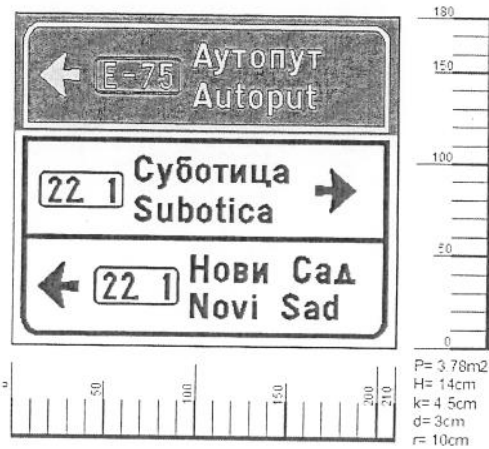 E-75 Аутопут
Autoput
22 1 Суботица
Subotica
22 1 Нови Сад
Novi Sad
180
150
100
50
0
0 50 100 150 200 210
P= 3.78m2
H= 14cm
k= 4.5cm
d= 3cm
r= 10cm